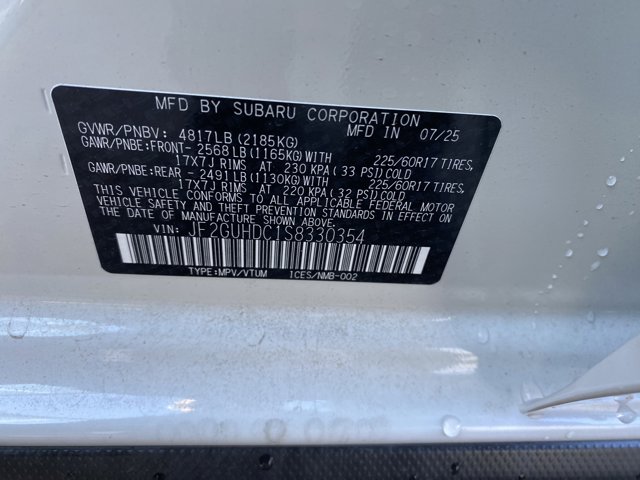 MFD BY SUBARU CORPORATION
GVWR/PNBV: 4817LB (2185KG) MFD IN 07/25
GAWR/PNBE:FRONT- 2568LB (1165KG) WITH 225/60R17 TIRES,
17X7J RIMS AT 230 KPA (33 PSI) COLD
GAWR/PNBE:REAR - 2491LB (1130KG) WITH 225/60R17 TIRES,
17X7J RIMS AT 220 KPA (32 PSI) COLD
THIS VEHICLE CONFORMS TO ALL APPLICABLE FEDERAL MOTOR
VEHICLE SAFETY AND THEFT PREVENTION STANDARDS IN EFFECT
ON THE DATE OF MANUFACTURE SHOWN ABOVE.
VIN: JF2GUHDC1S8330354
TYPE:MPV/VTUM ICES/NMB-002